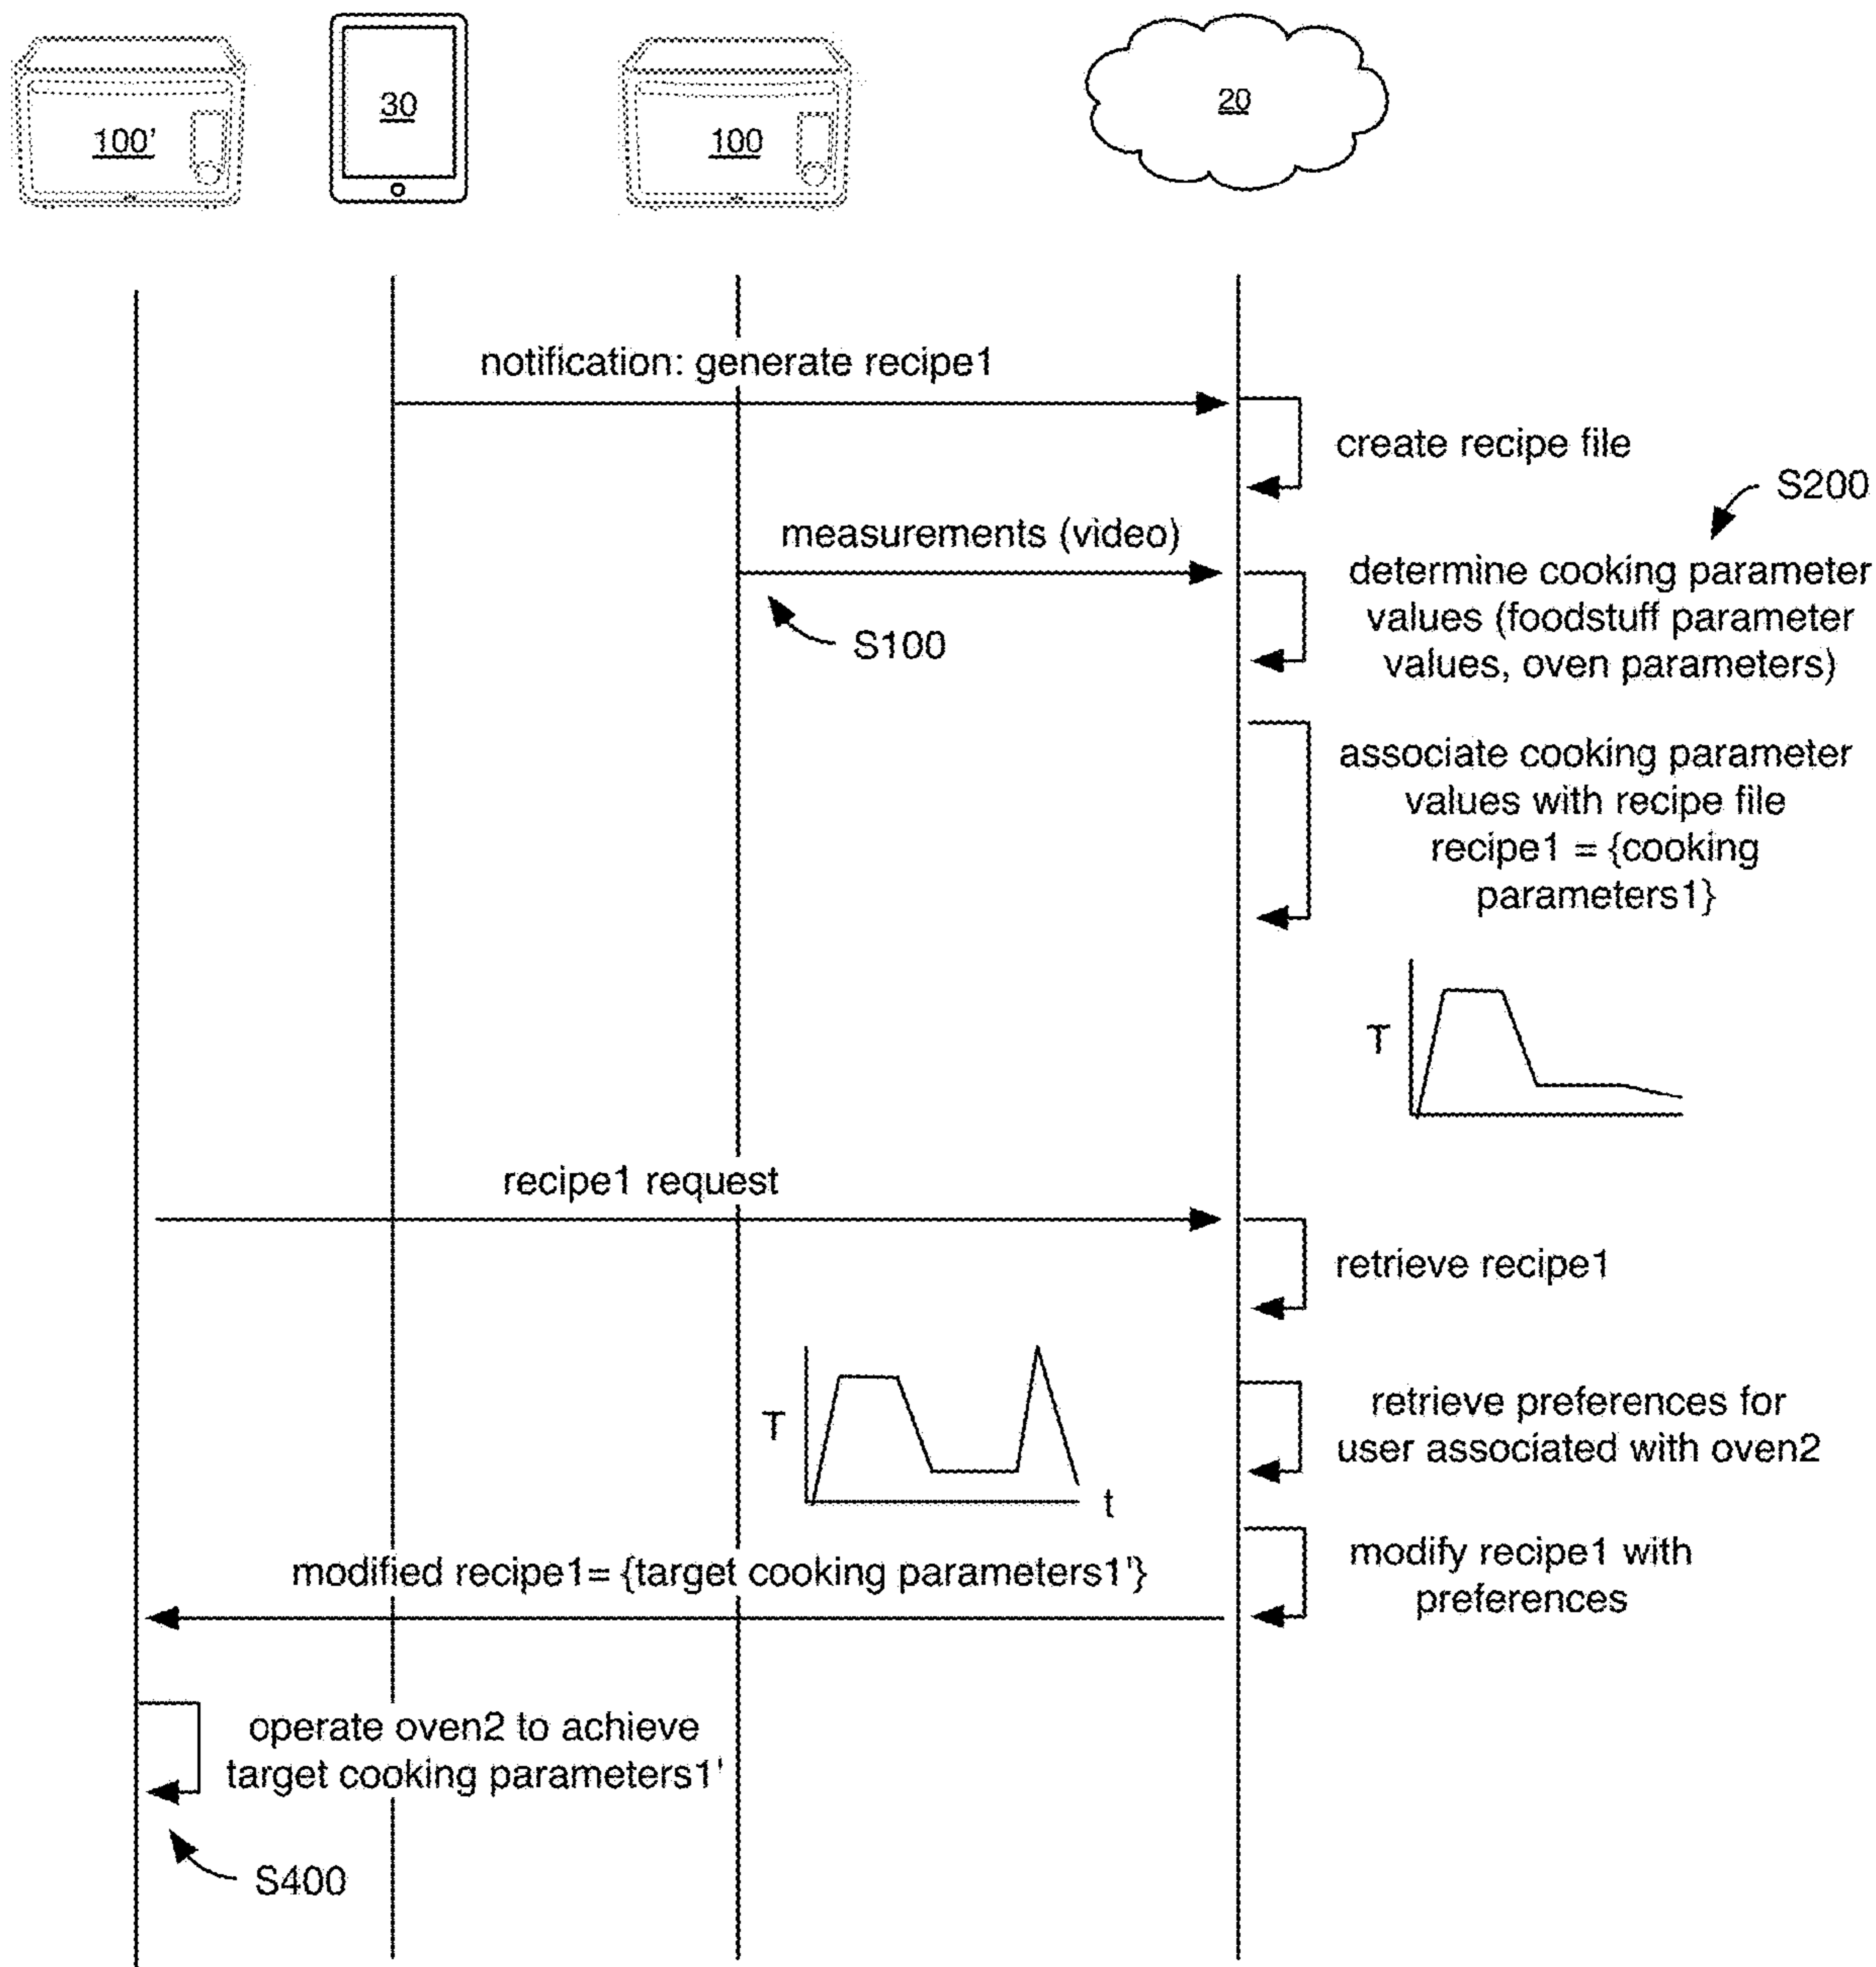 100'
30
100
20
notification: generate recipe1
create recipe file
S200
measurements (video)
determine cooking parameter
values (foodstuff parameter
values, oven parameters)
S100
associate cooking parameter
values with recipe file
recipe1 = {cooking
parameters1}
T
recipe1 request
retrieve recipe1
T
t
retrieve preferences for
user associated with oven2
modified recipe1= {target cooking parameters1'}
modify recipe1 with
preferences
operate oven2 to achieve
target cooking parameters1'
S400